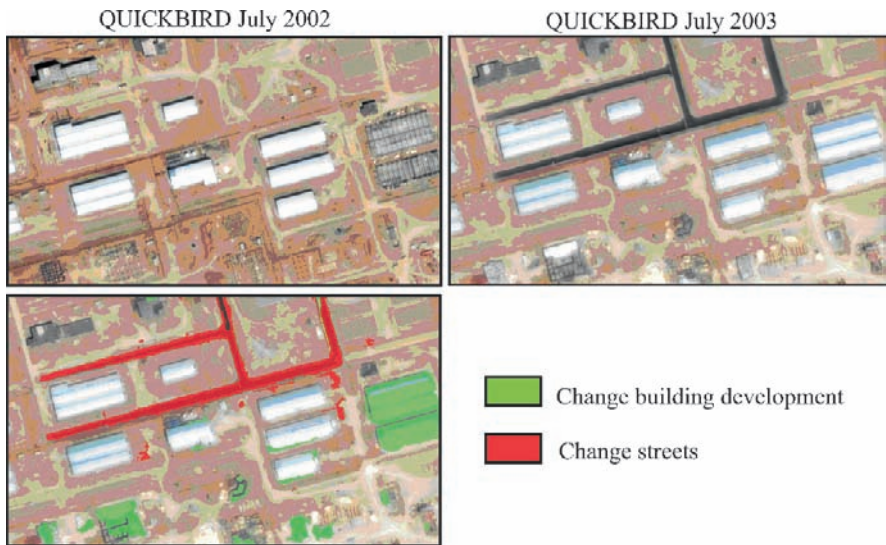 QUICKBIRD July 2002
QUICKBIRD July 2003
Change building development
Change streets